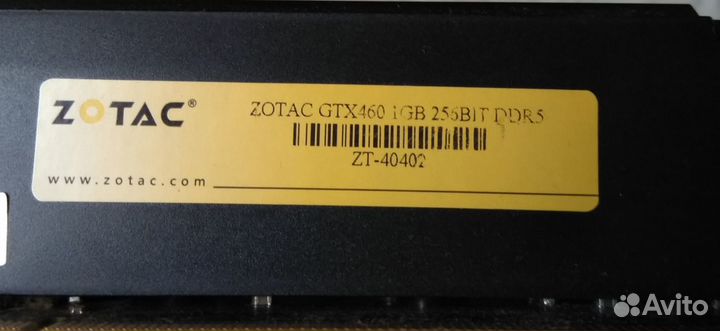 ZOTAC®
ZOTAC GTX460 1GB 256BIT DDR5
ZT-40402
www.zotac.com
Avito